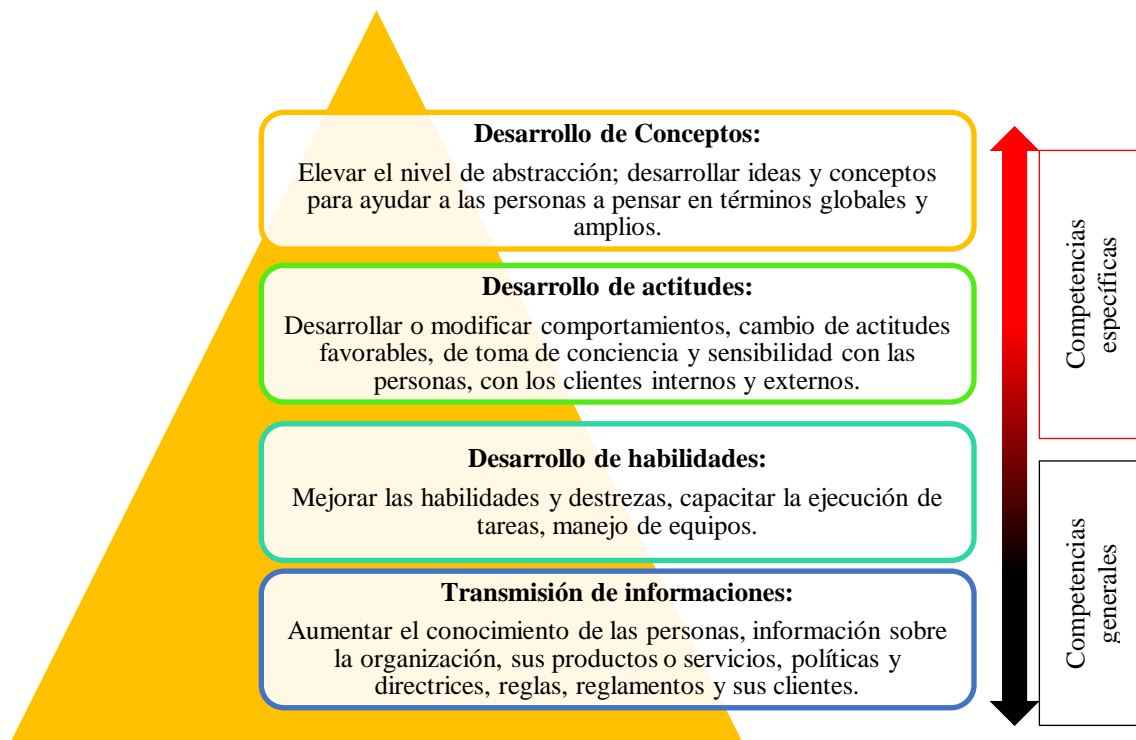 Desarrollo de Conceptos:
Elevar el nivel de abstracción; desarrollar ideas y conceptos
para ayudar a las personas a pensar en términos globales y
amplios.
Desarrollo de actitudes:
Desarrollar o modificar comportamientos, cambio de actitudes
favorables, de toma de conciencia y sensibilidad con las
personas, con los clientes internos y externos.
Desarrollo de habilidades:
Mejorar las habilidades y destrezas, capacitar la ejecución de
tareas, manejo de equipos.
Transmisión de informaciones:
Aumentar el conocimiento de las personas, información sobre
la organización, sus productos o servicios, políticas y
directrices, reglas, reglamentos y sus clientes.
Competencias
específicas
Competencias
generales